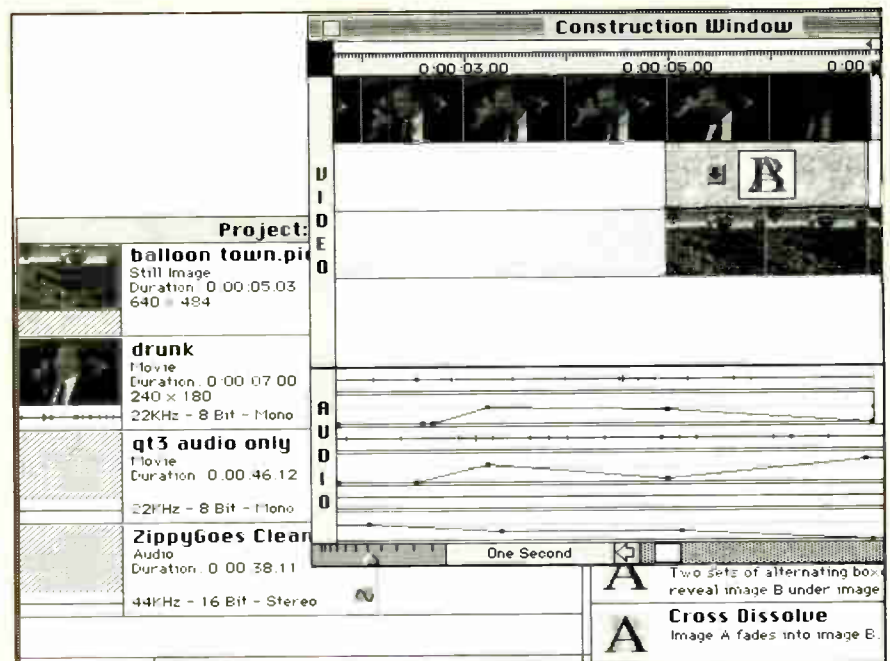 Construction Window
0:00:03.00 0:00:05.00 0:00
VIDEO
B
Project:
balloon town.pi
Still Image
Duration: 0:00:05.03
640 × 484
drunk
Movie
Duration: 0:00:07.00
240 × 180
22KHz - 8 Bit - Mono
qt3 audio only
Movie
Duration: 0:00:46.12
22KHz - 8 Bit - Mono
ZippyGoes Clean
Audio
Duration: 0:00:38.11
44KHz - 16 Bit - Stereo
AUDIO
One Second
A
Two sets of alternating box
reveal image B under image
A
Cross Dissolve
Image A fades into image B.